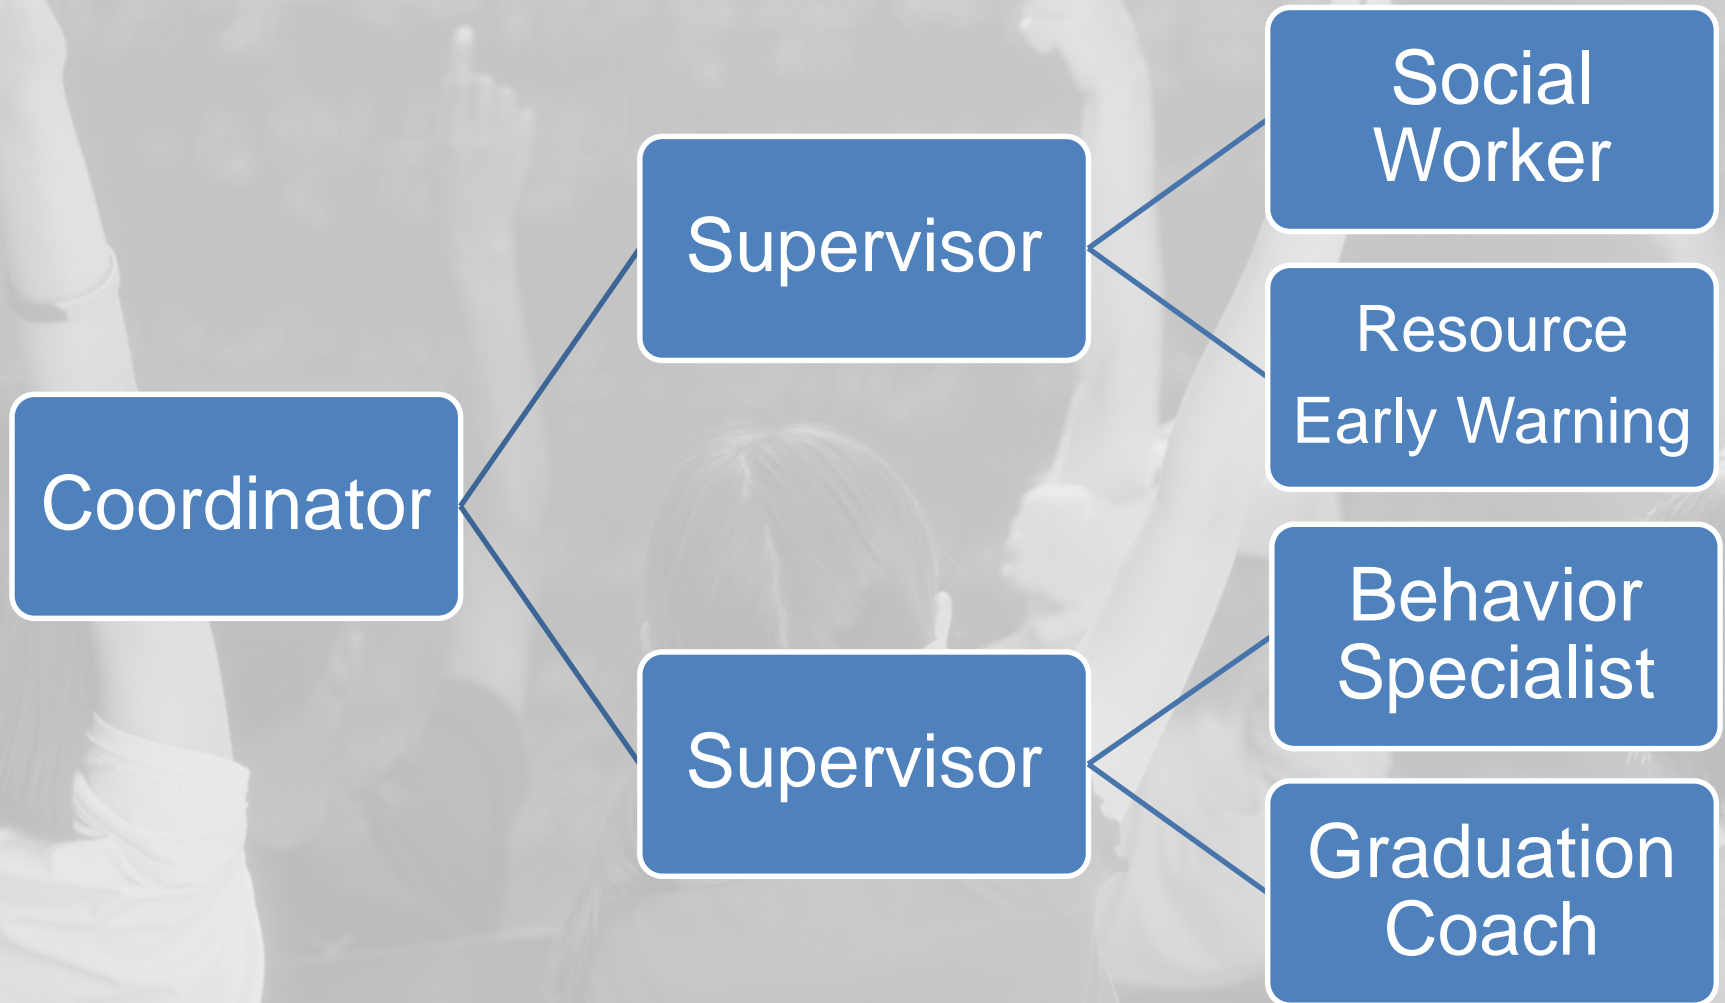 Coordinator
Supervisor
Social
Worker
Resource
Early Warning
Supervisor
Behavior
Specialist
Graduation
Coach